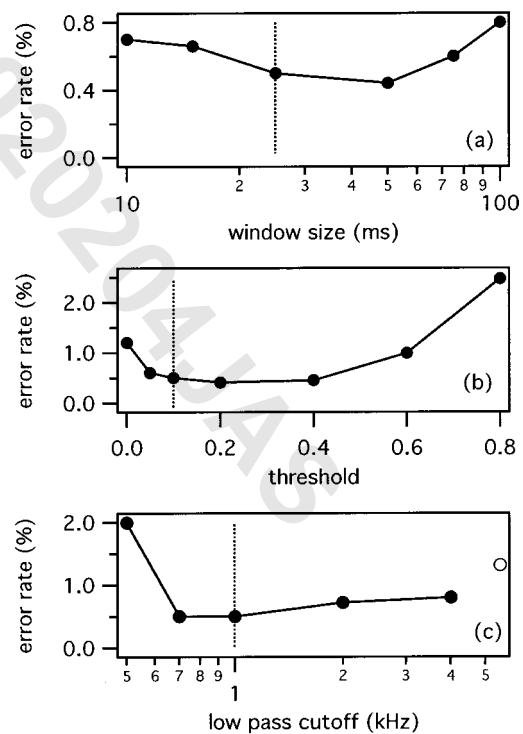 0.8
0.4
0.0
error rate (%)
(a)
2 3 4 5 6 7 8 9
10 100
window size (ms)
2.0
1.0
0.0
error rate (%)
(b)
0.0 0.2 0.4 0.6 0.8
threshold
2.0
1.0
0.0
error rate (%)
(c)
5 6 7 8 9 2 3 4 5
1
low pass cutoff (kHz)
020204JAS